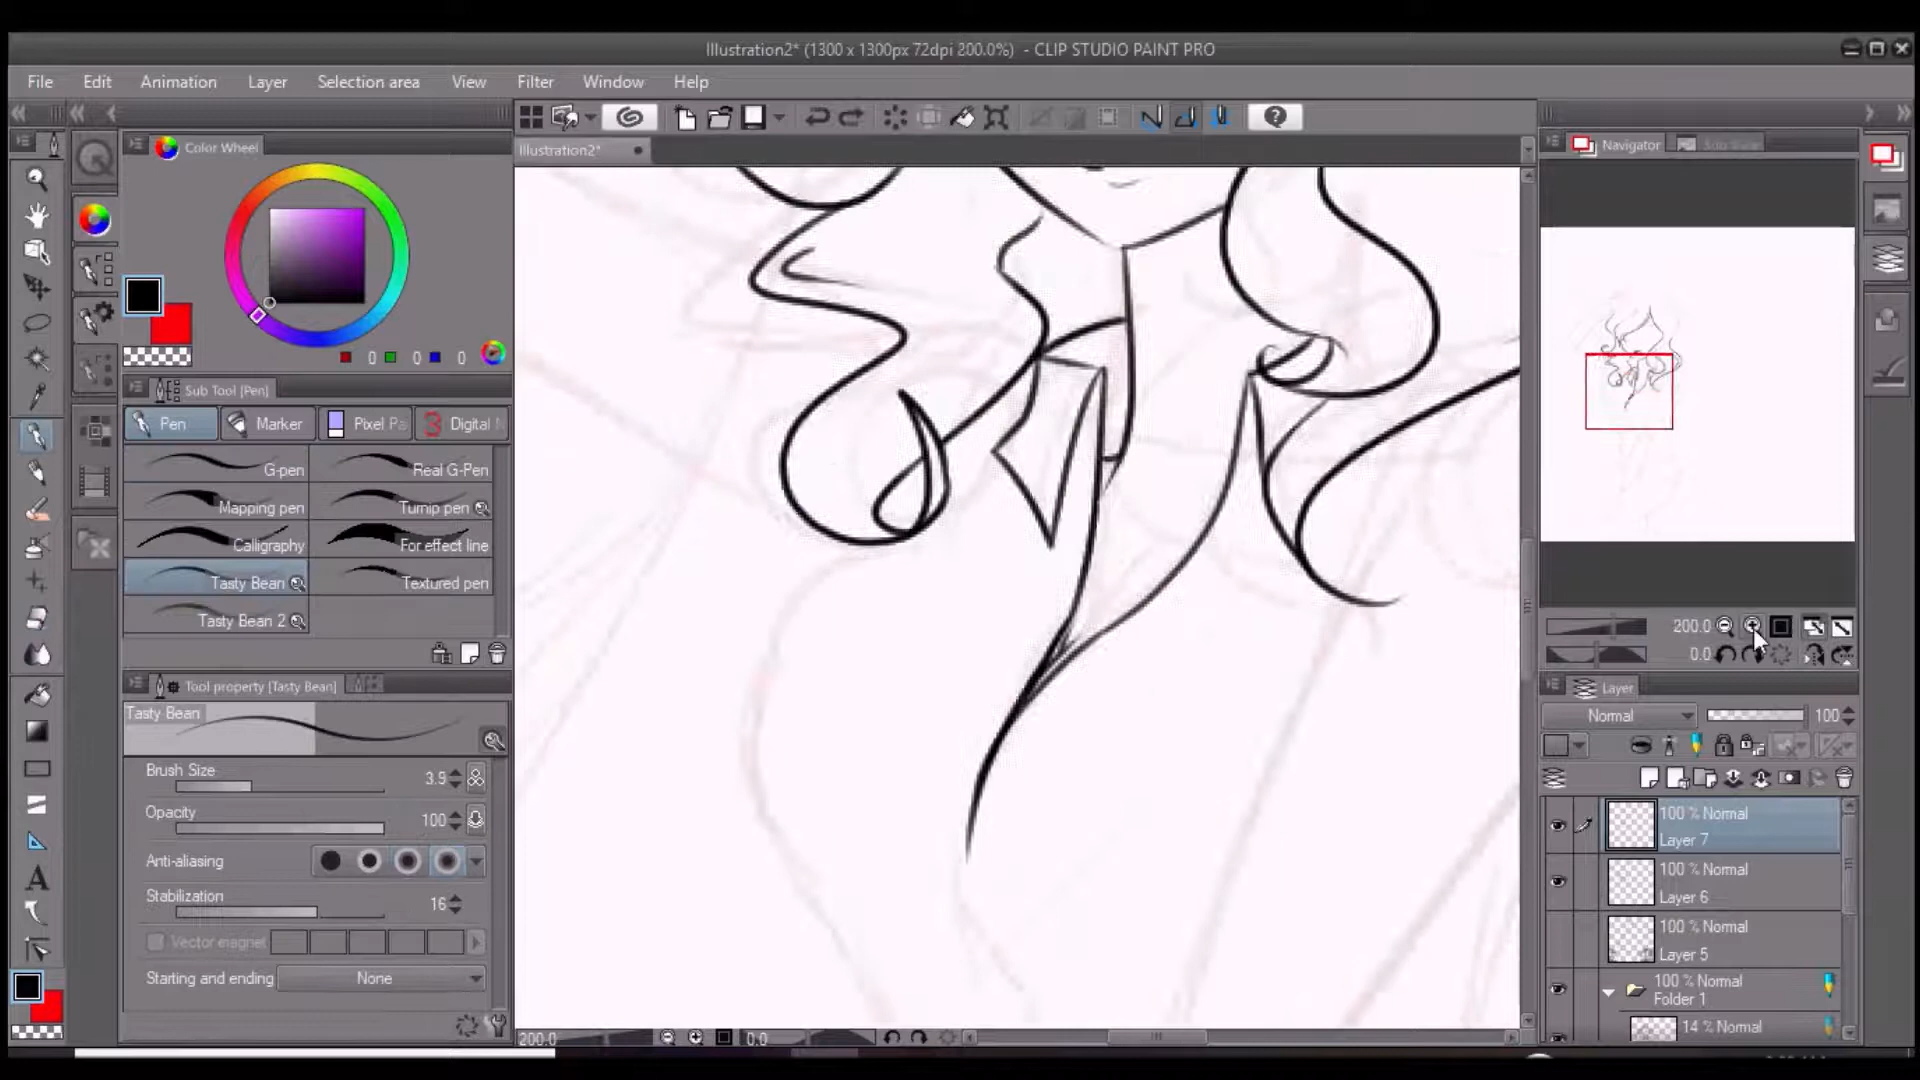 Illustration2* (1300 x 1300px 72dpi 200.0%) - CLIP STUDIO PAINT PRO
File Edit Animation Layer Selection area View Filter Window Help
Color Wheel
Illustration2*
Navigator
0 0 0
Sub Tool [Pen]
Pen Marker Pixel Pa Digital
G-pen Real G-Pen
Mapping pen Turnip pen
Calligraphy For effect line
Tasty Bean Textured pen
Tasty Bean 2
Tool property [Tasty Bean]
Tasty Bean
Brush Size 3.9
Opacity 100
Anti-aliasing
Stabilization 16
Vector magnet
Starting and ending None
200.0 0.0
200.0
0.0
Layer
Normal 100
100 % Normal
Layer 7
100 % Normal
Layer 6
100 % Normal
Layer 5
100 % Normal
Folder 1
14 % Normal